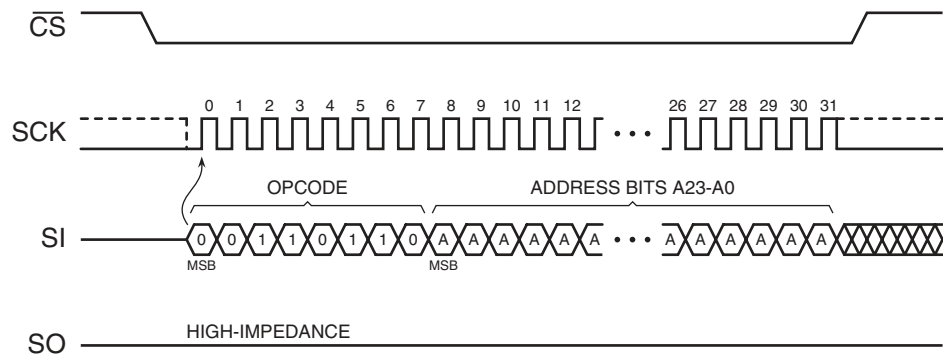 CS
0 1 2 3 4 5 6 7 8 9 10 11 12 26 27 28 29 30 31
SCK
OPCODE ADDRESS BITS A23-A0
SI 0 0 1 1 0 1 1 0 A A A A A A A A A A A A
MSB MSB
HIGH-IMPEDANCE
SO